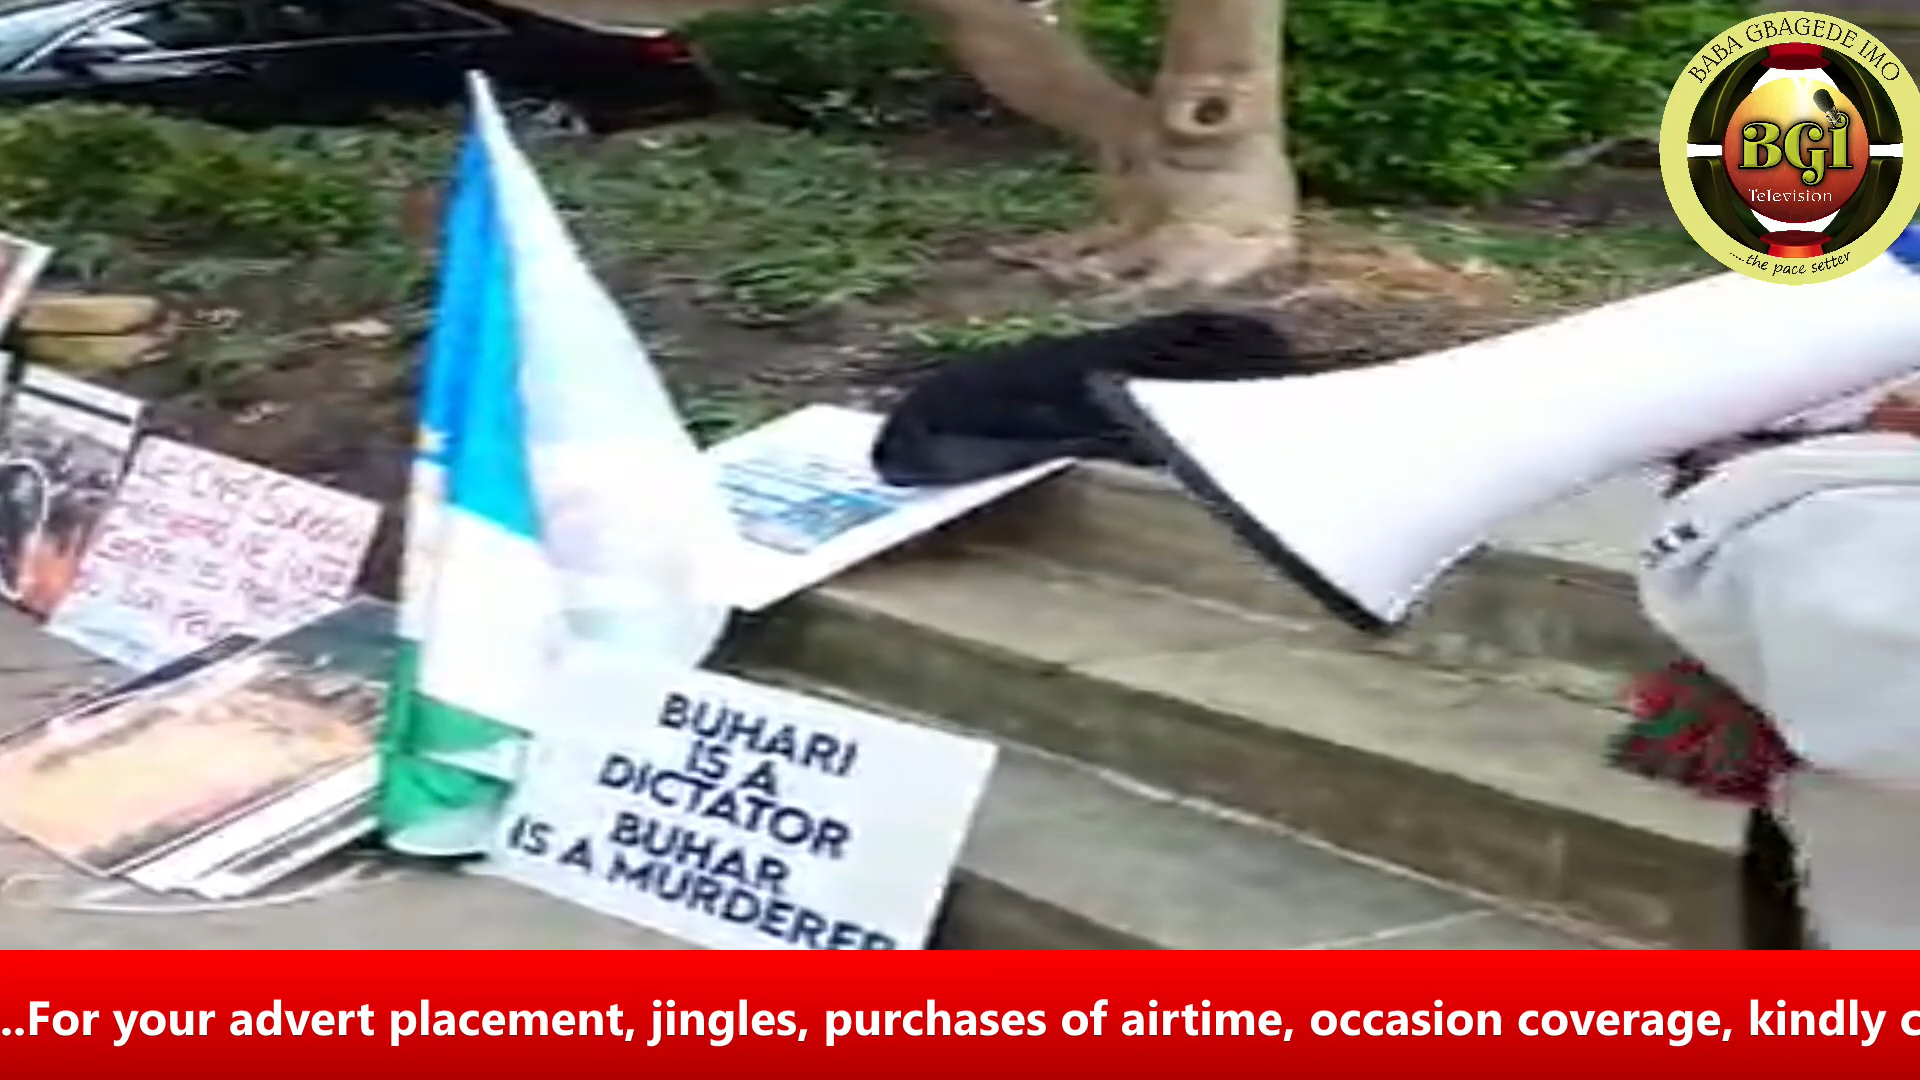 BABA GBAGEDE IMO
BGI
Television
.....the pace setter
BUHARI
IS A
DICTATOR
BUHAR
IS A MURDERER
..For your advert placement, jingles, purchases of airtime, occasion coverage, kindly c